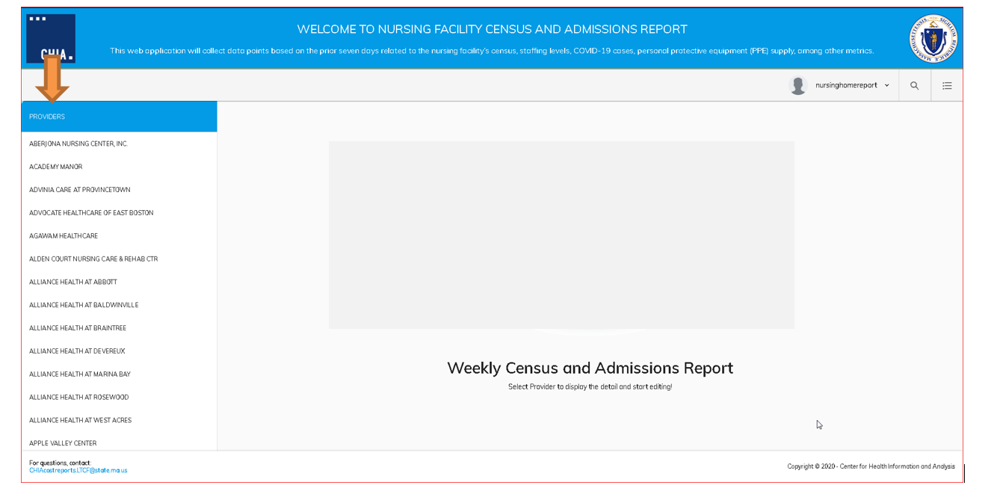 CHIA.
WELCOME TO NURSING FACILITY CENSUS AND ADMISSIONS REPORT
This web application will collect data points based on the prior seven days related to the nursing facility's census, staffing levels, COVID-19 cases, personal protective equipment (PPE) supply, among other metrics.
nursinghomereport
PROVIDERS
ABERJONA NURSING CENTER, INC.
ACADEMY MANOR
ADVINIA CARE AT PROVINCETOWN
ADVOCATE HEALTHCARE OF EAST BOSTON
AGAWAM HEALTHCARE
ALDEN COURT NURSING CARE & REHAB CTR
ALLIANCE HEALTH AT ABBOTT
ALLIANCE HEALTH AT BALDWINVILLE
ALLIANCE HEALTH AT BRAINTREE
ALLIANCE HEALTH AT DEVEREUX
ALLIANCE HEALTH AT MARINA BAY
ALLIANCE HEALTH AT ROSEWOOD
ALLIANCE HEALTH AT WEST ACRES
APPLE VALLEY CENTER
Weekly Census and Admissions Report
Select Provider to display the detail and start editing!
For questions, contact:
CHIAcostreports.LTCF@state.ma.us
Copyright © 2020 - Center for Health Information and Analysis